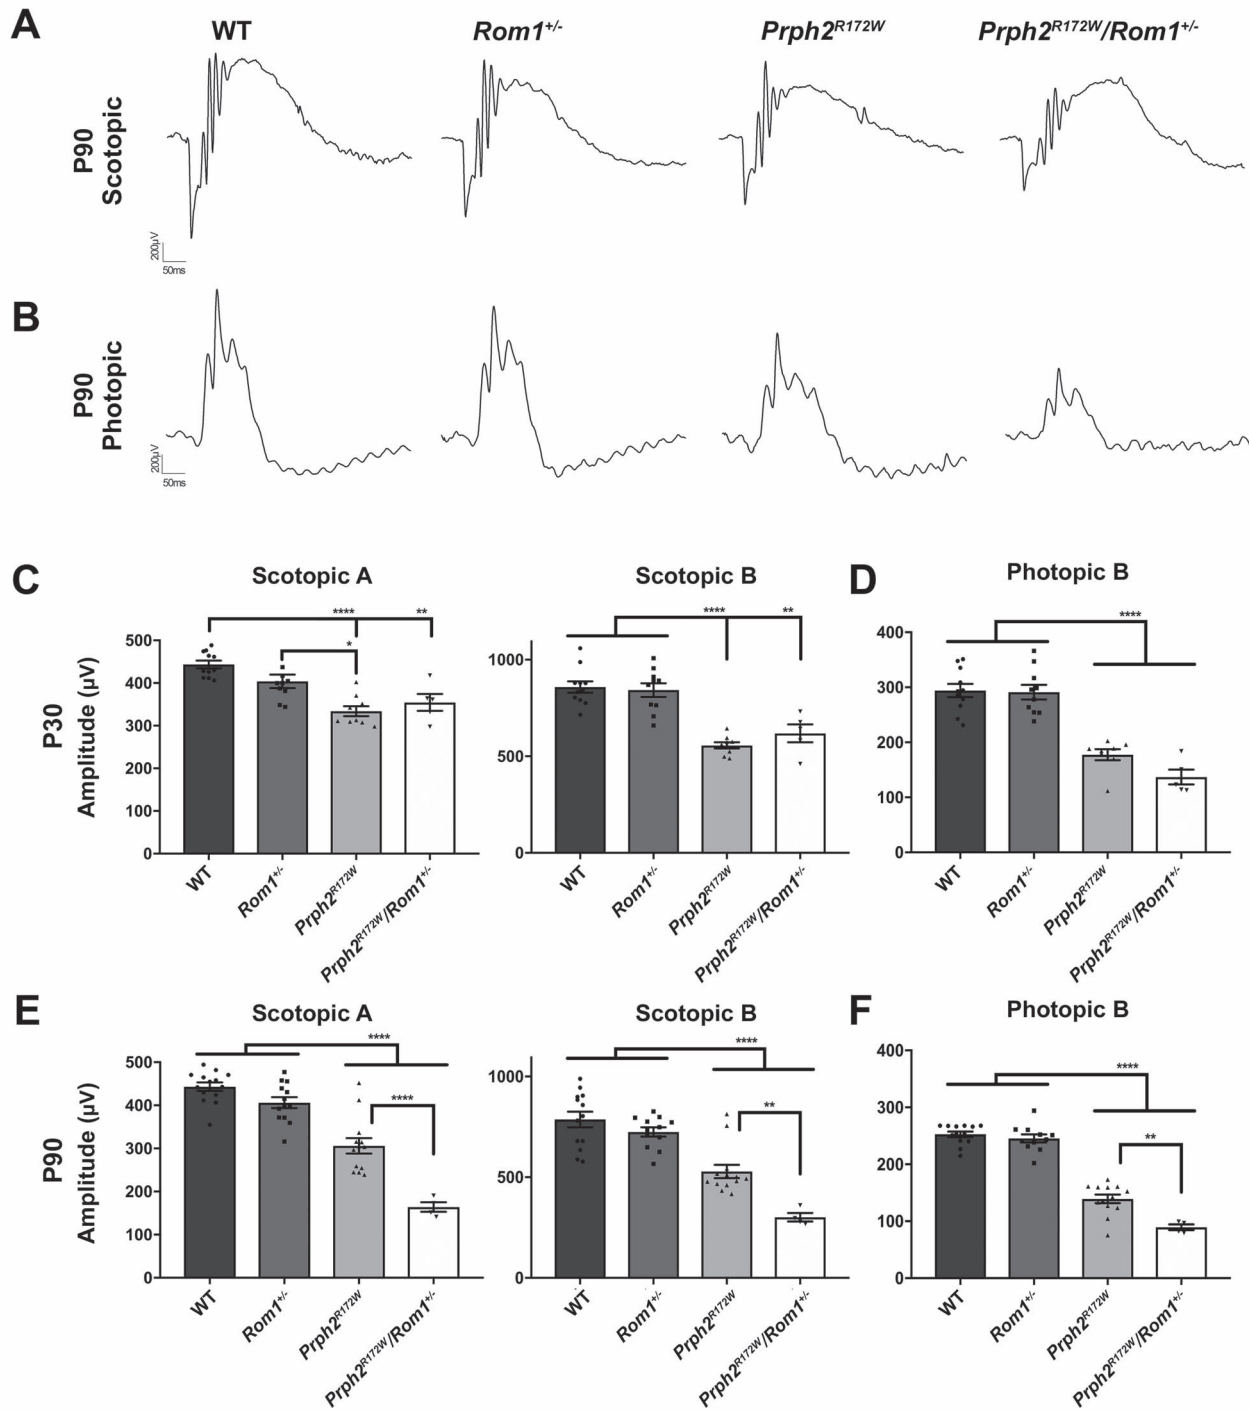 A WT Rom1+/- Prph2R172W Prph2R172W/Rom1+/-
P90
Scotopic
200µV
50ms
B
P90
Photopic
200µV
50ms
C Scotopic A Scotopic B D Photopic B
**** ** **** ** ****
*
P30
Amplitude (µV)
500
400
300
200
100
0
1000
500
0
400
300
200
100
0
WT Rom1+/- Prph2R172W Prph2R172W/Rom1+/-
WT Rom1+/- Prph2R172W Prph2R172W/Rom1+/-
WT Rom1+/- Prph2R172W Prph2R172W/Rom1+/-
E Scotopic A Scotopic B F Photopic B
**** **** ****
**** ** **
P90
Amplitude (µV)
500
400
300
200
100
0
1000
500
0
400
300
200
100
0
WT Rom1+/- Prph2R172W Prph2R172W/Rom1+/-
WT Rom1+/- Prph2R172W Prph2R172W/Rom1+/-
WT Rom1+/- Prph2R172W Prph2R172W/Rom1+/-